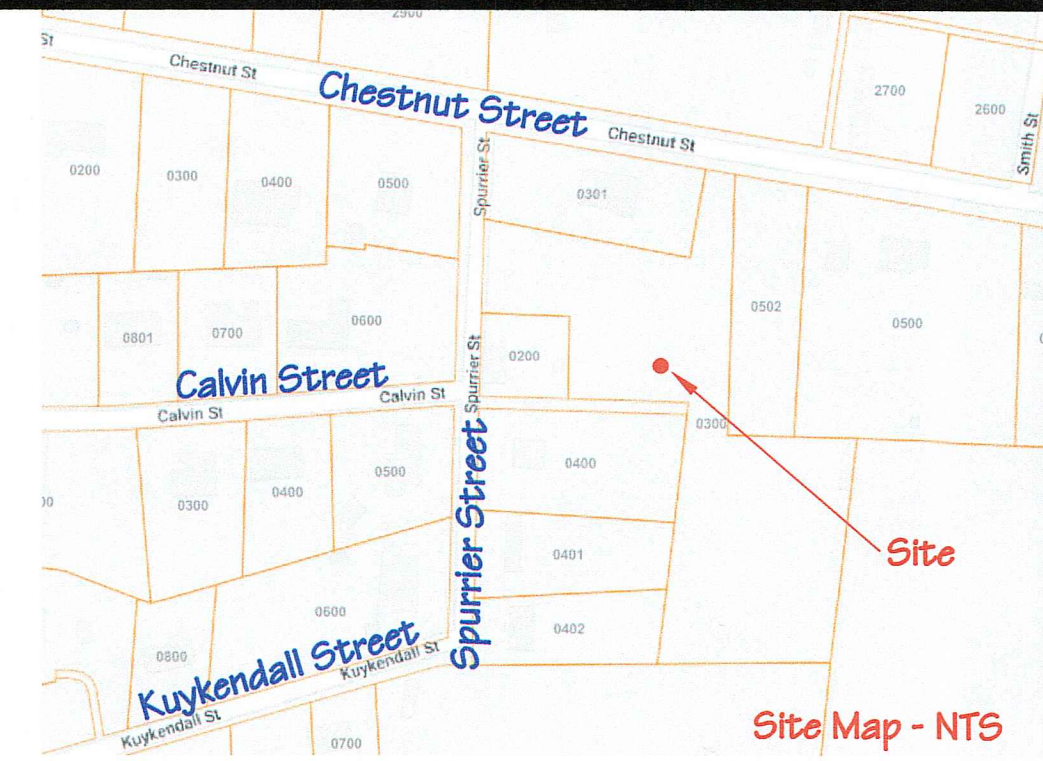 2900
St
Chestnut St
Chestnut Street
Chestnut St
2700
2600
Smith St
0200
0300
0400
0500
Spurrier St
0301
0502
0500
0801
0700
0600
Spurrier St
0200
Calvin Street
Calvin St
Calvin St
0300
0300
0400
0500
Spurrier Street
0400
0401
0402
Site
0600
0800
Kuykendall Street
Kuykendall St
Kuykendall St
0700
Site Map - NTS